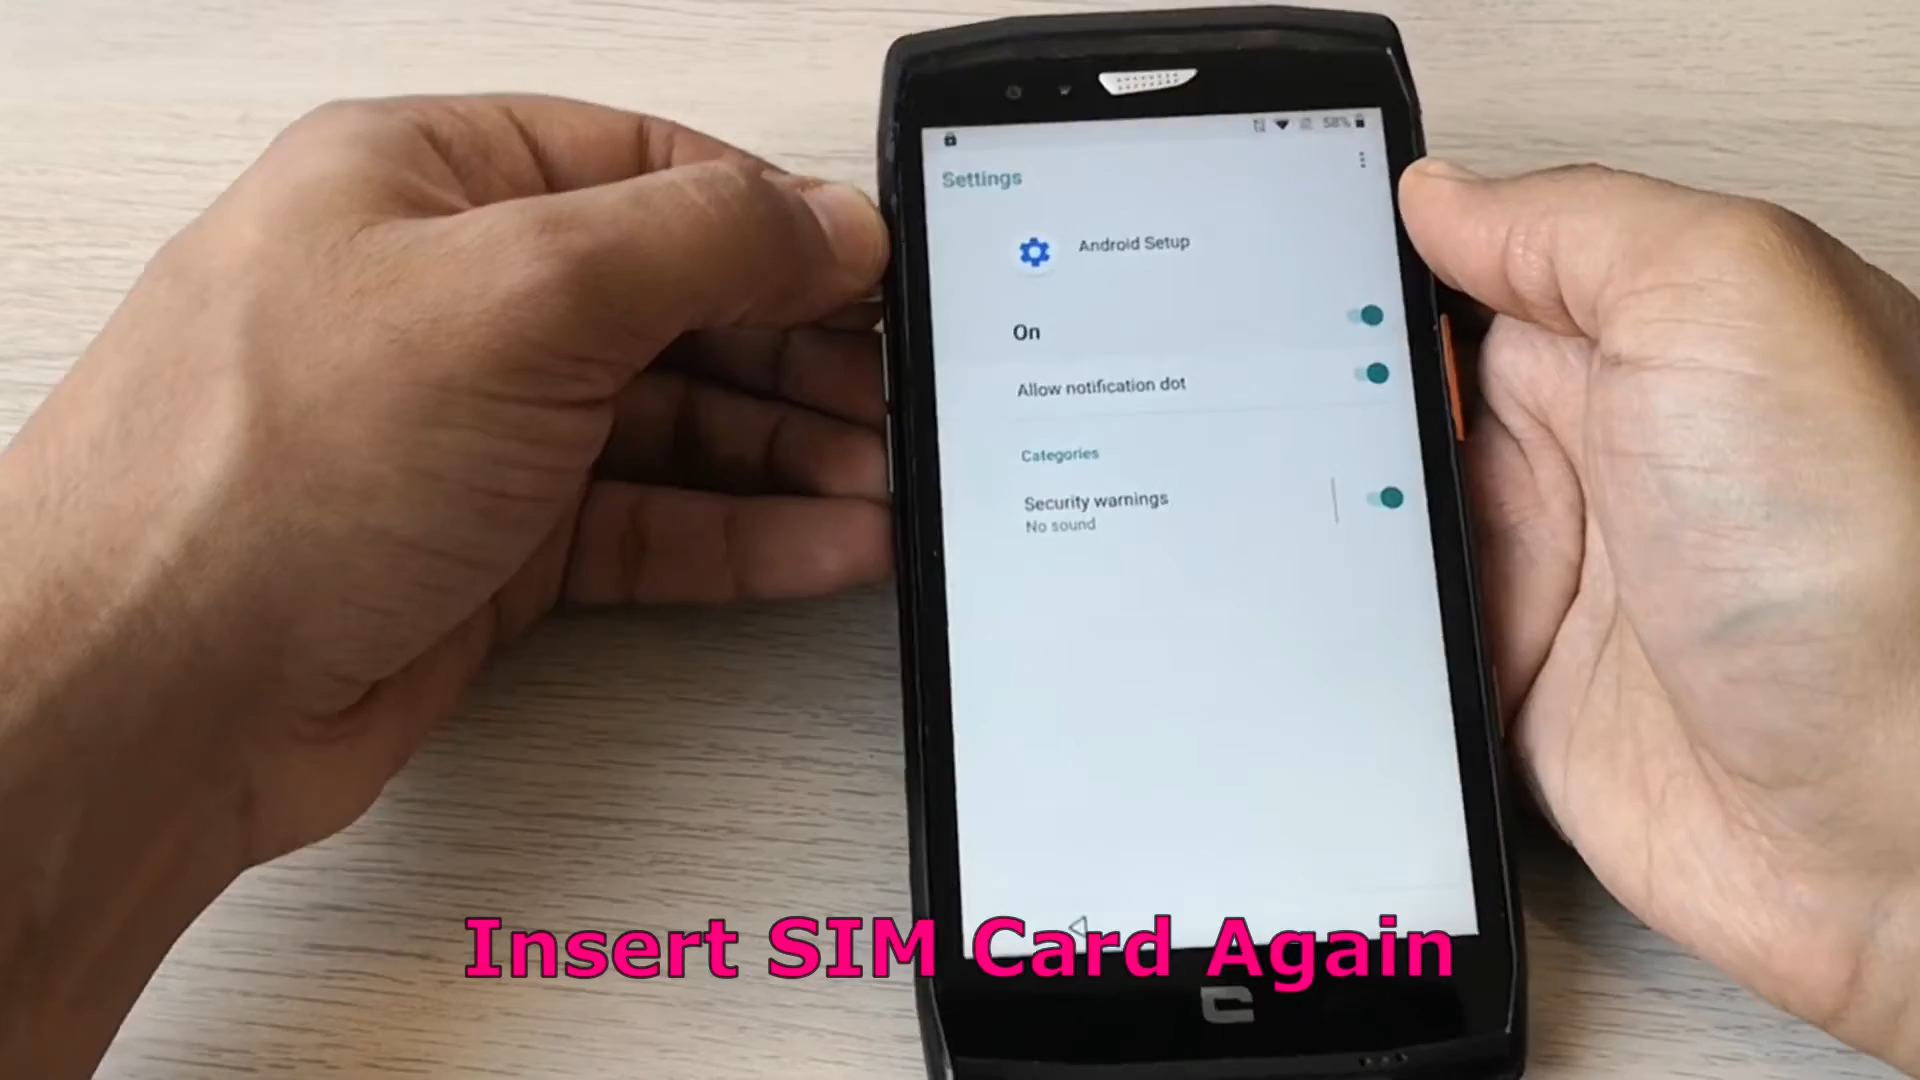 58%
Settings
Android Setup
On
Allow notification dot
Categories
Security warnings
No sound
Insert SIM Card Again